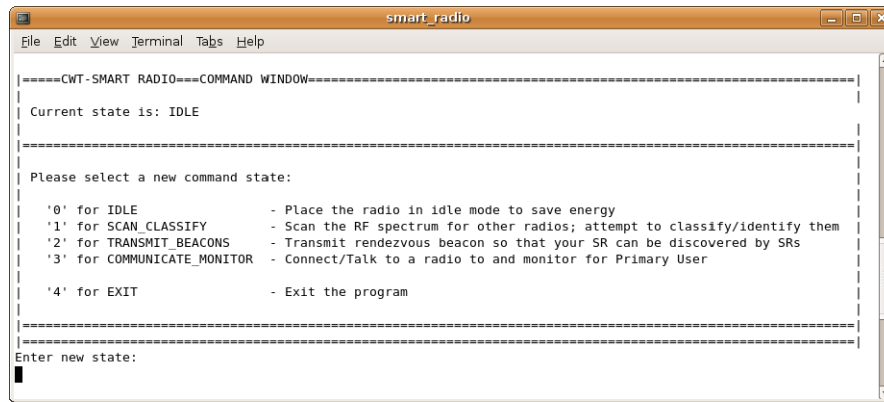 smart_radio
File Edit View Terminal Tabs Help
|=====CWT-SMART RADIO===COMMAND WINDOW=======================================================================|
| Current state is: IDLE
|============================================================================================================|
| Please select a new command state:
| '0' for IDLE - Place the radio in idle mode to save energy |
| '1' for SCAN_CLASSIFY - Scan the RF spectrum for other radios; attempt to classify/identify them |
| '2' for TRANSMIT_BEACONS - Transmit rendezvous beacon so that your SR can be discovered by SRs |
| '3' for COMMUNICATE_MONITOR - Connect/Talk to a radio to and monitor for Primary User |
| '4' for EXIT - Exit the program |
|============================================================================================================|
|============================================================================================================|
Enter new state: